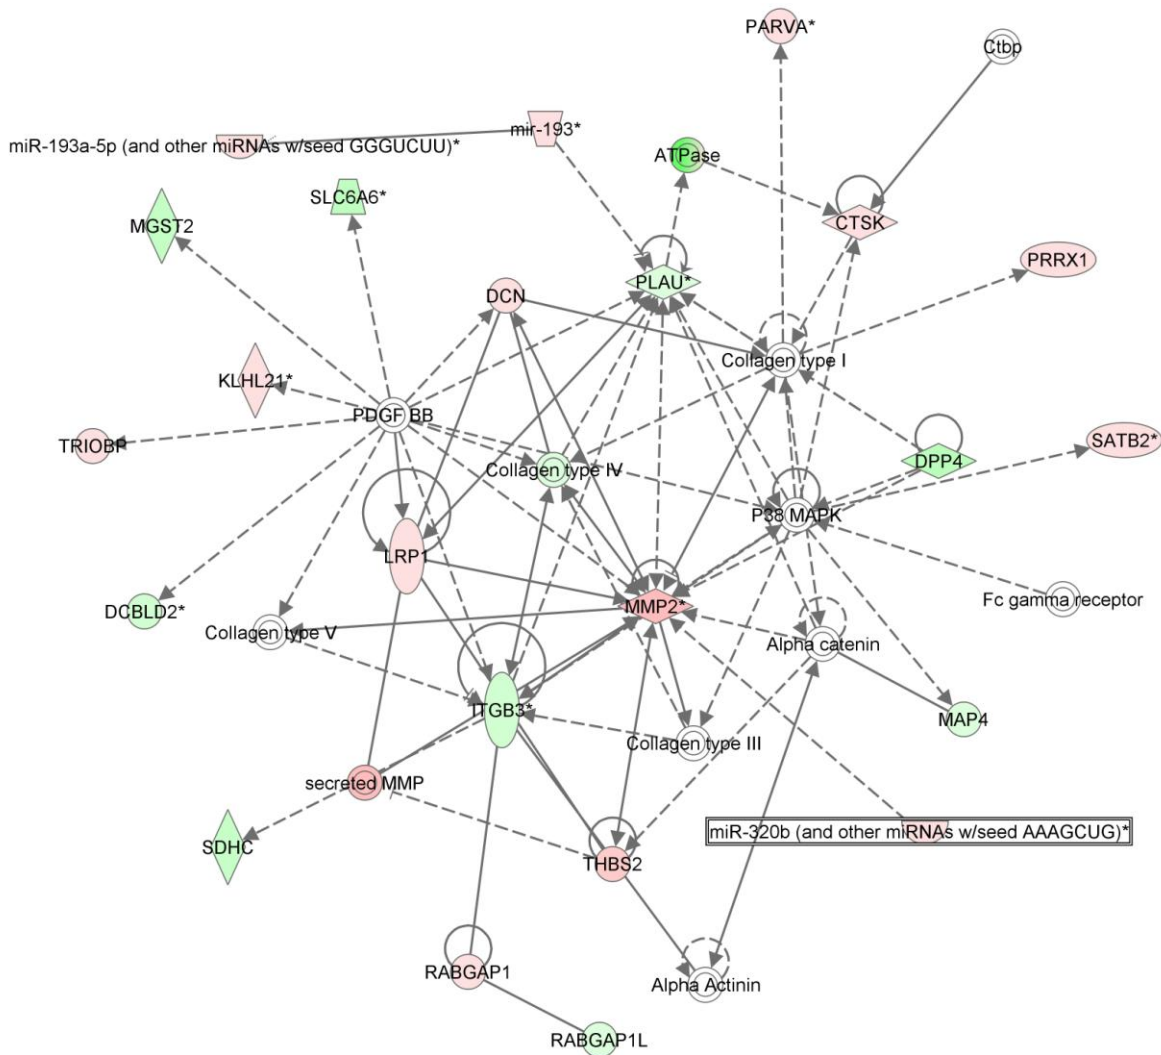 PARVA*
Ctbp
mir-193*
miR-193a-5p (and other miRNAs w/seed GGGUCUU)*
ATPase
SLC6A6*
MGST2
CTSK
PRRX1
PLAU*
DCN
Collagen type I
KLHL21*
PDGF BB
TRIOBP
SATB2*
DPP4
Collagen type IV
P38 MAPK
LRP1
Fc gamma receptor
MMP2*
DCBLD2*
Collagen type V
Alpha catenin
ITGB3*
MAP4
Collagen type III
secreted MMP
miR-320b (and other miRNAs w/seed AAAGCUG)*
SDHC
THBS2
RABGAP1
Alpha Actinin
RABGAP1L